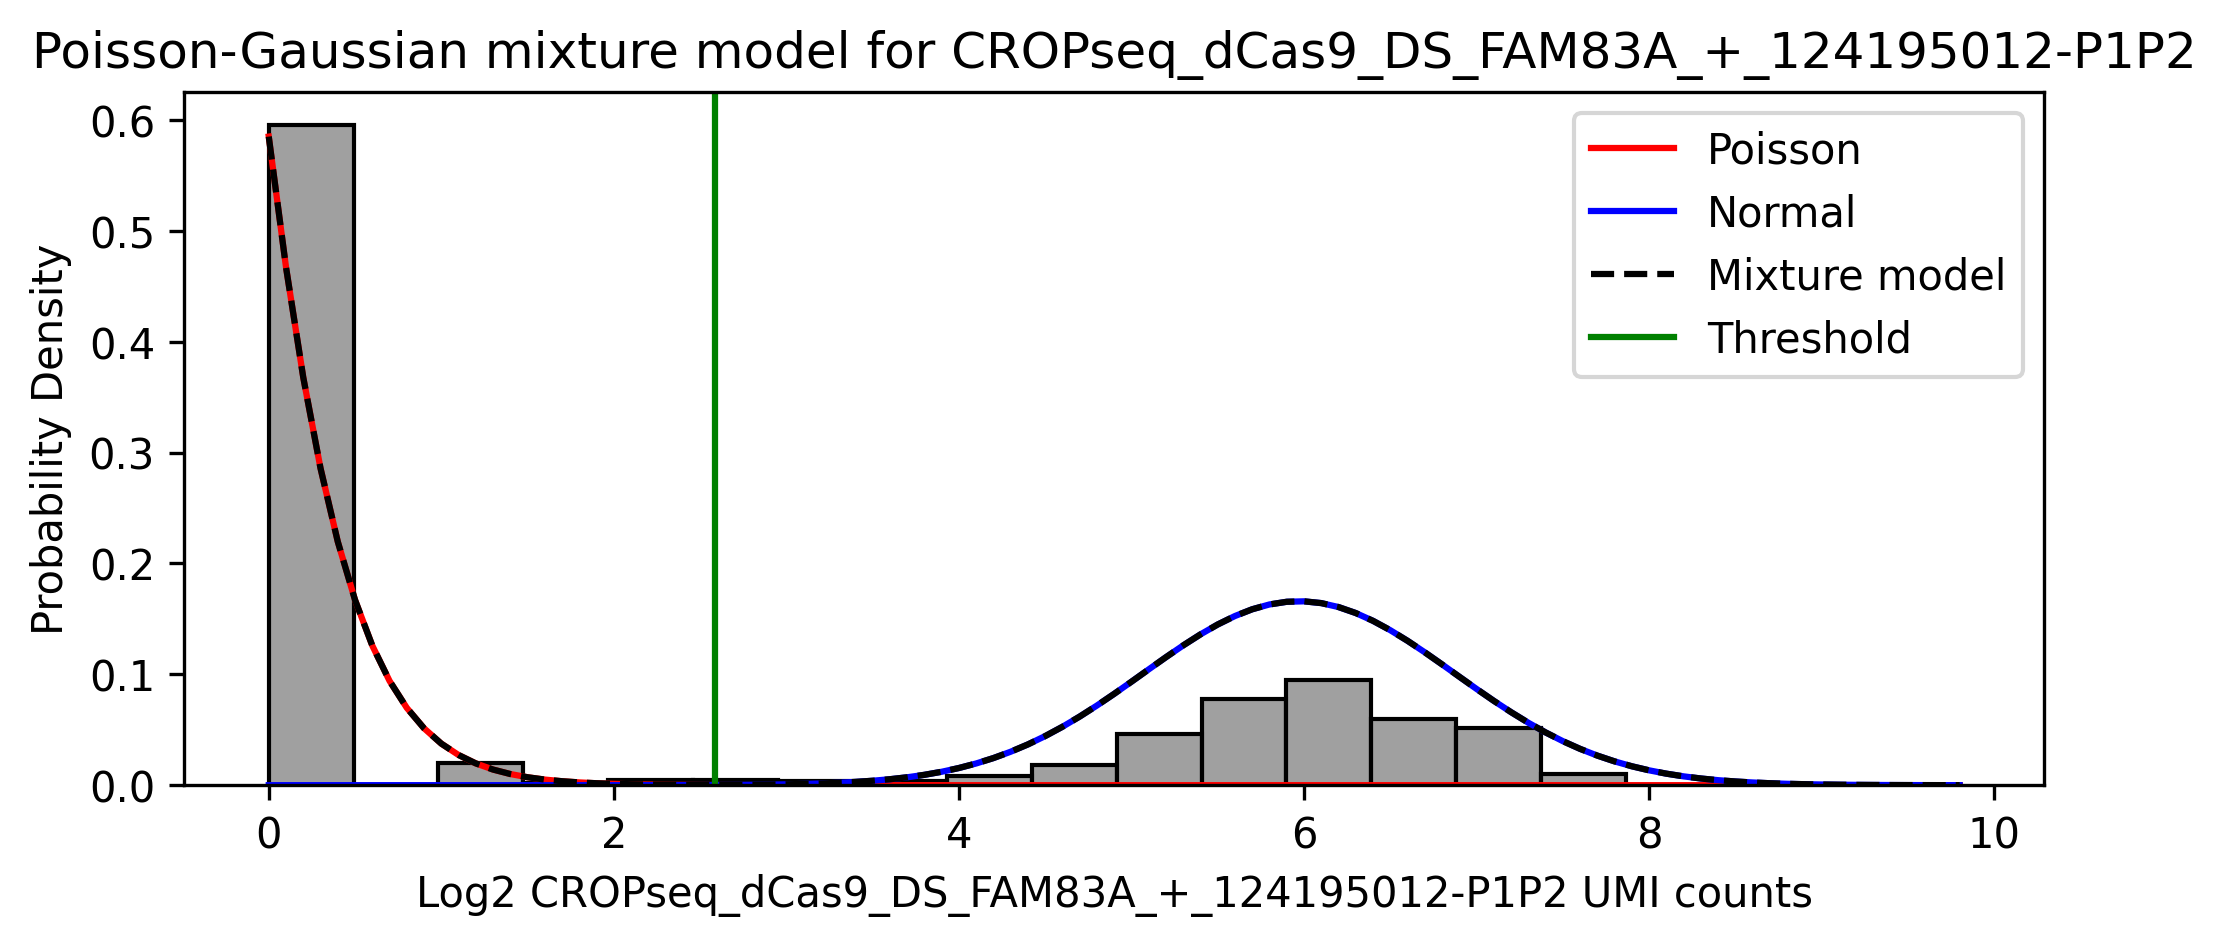 Poisson-Gaussian mixture model for CROPseq_dCas9_DS_FAM83A_+_124195012-P1P2
Probability Density
0.6
0.5
0.4
0.3
0.2
0.1
0.0
Poisson
Normal
Mixture model
Threshold
0 2 4 6 8 10
Log2 CROPseq_dCas9_DS_FAM83A_+_124195012-P1P2 UMI counts